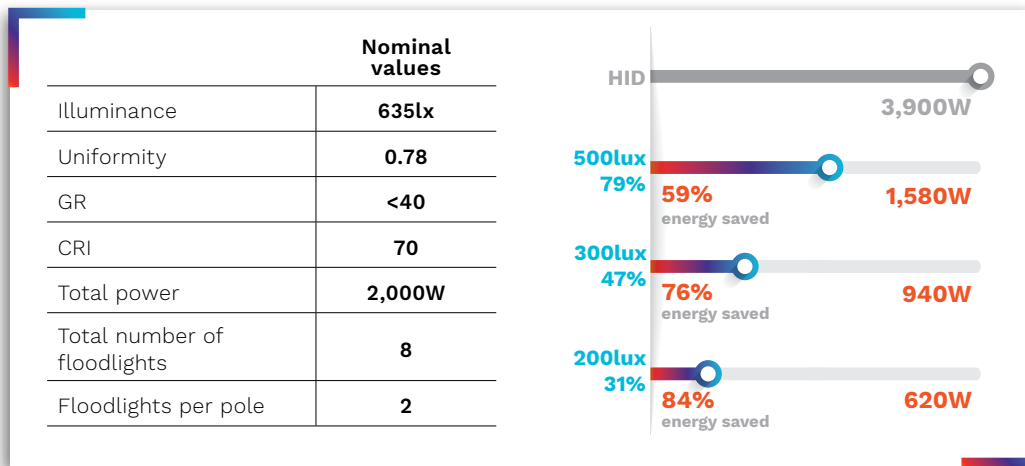 Nominal
values
Illuminance 635lx
Uniformity 0.78
GR <40
CRI 70
Total power 2,000W
Total number of
floodlights 8
Floodlights per pole 2
HID
3,900W
500lux
79%
59%
energy saved
1,580W
300lux
47%
76%
energy saved
940W
200lux
31%
84%
energy saved
620W